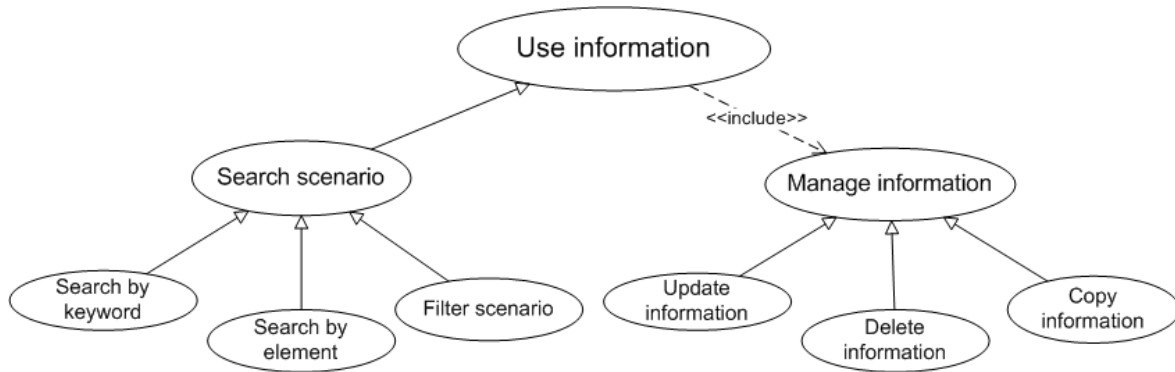 Use information
<<include>>
Search scenario
Manage information
Search by
keyword
Search by
element
Filter scenario
Update
information
Delete
information
Copy
information